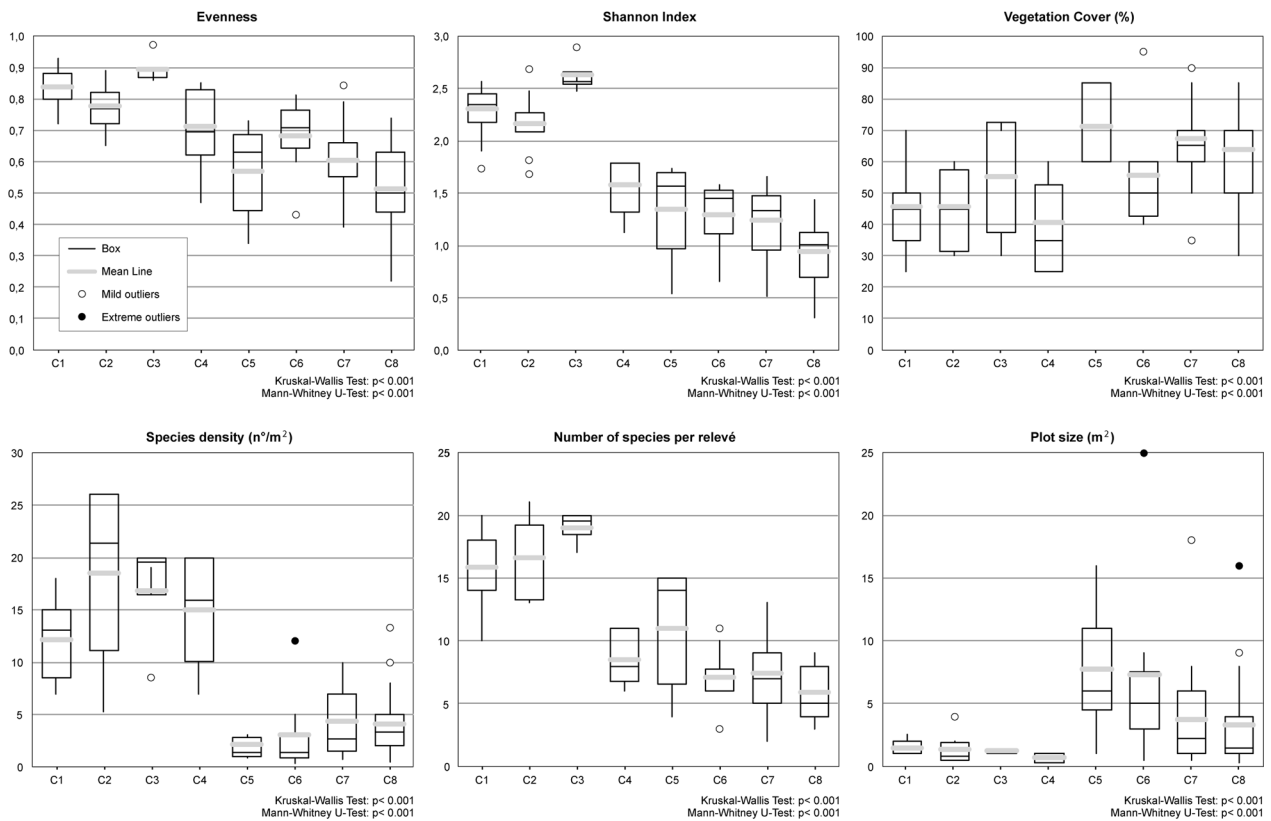 Evenness
1,0
0,9
0,8
0,7
0,6
0,5
0,4
0,3
0,2
0,1
0,0
Box
Mean Line
Mild outliers
Extreme outliers
C1 C2 C3 C4 C5 C6 C7 C8
Kruskal-Wallis Test: p< 0.001
Mann-Whitney U-Test: p< 0.001
Shannon Index
3,0
2,5
2,0
1,5
1,0
0,5
0,0
C1 C2 C3 C4 C5 C6 C7 C8
Kruskal-Wallis Test: p< 0.001
Mann-Whitney U-Test: p< 0.001
Vegetation Cover (%)
100
90
80
70
60
50
40
30
20
10
0
C1 C2 C3 C4 C5 C6 C7 C8
Kruskal-Wallis Test: p< 0.001
Mann-Whitney U-Test: p< 0.001
Species density (n°/m²)
30
25
20
15
10
5
0
C1 C2 C3 C4 C5 C6 C7 C8
Kruskal-Wallis Test: p< 0.001
Mann-Whitney U-Test: p< 0.001
Number of species per relevé
25
20
15
10
5
0
C1 C2 C3 C4 C5 C6 C7 C8
Kruskal-Wallis Test: p< 0.001
Mann-Whitney U-Test: p< 0.001
Plot size (m²)
25
20
15
10
5
0
C1 C2 C3 C4 C5 C6 C7 C8
Kruskal-Wallis Test: p< 0.001
Mann-Whitney U-Test: p< 0.001